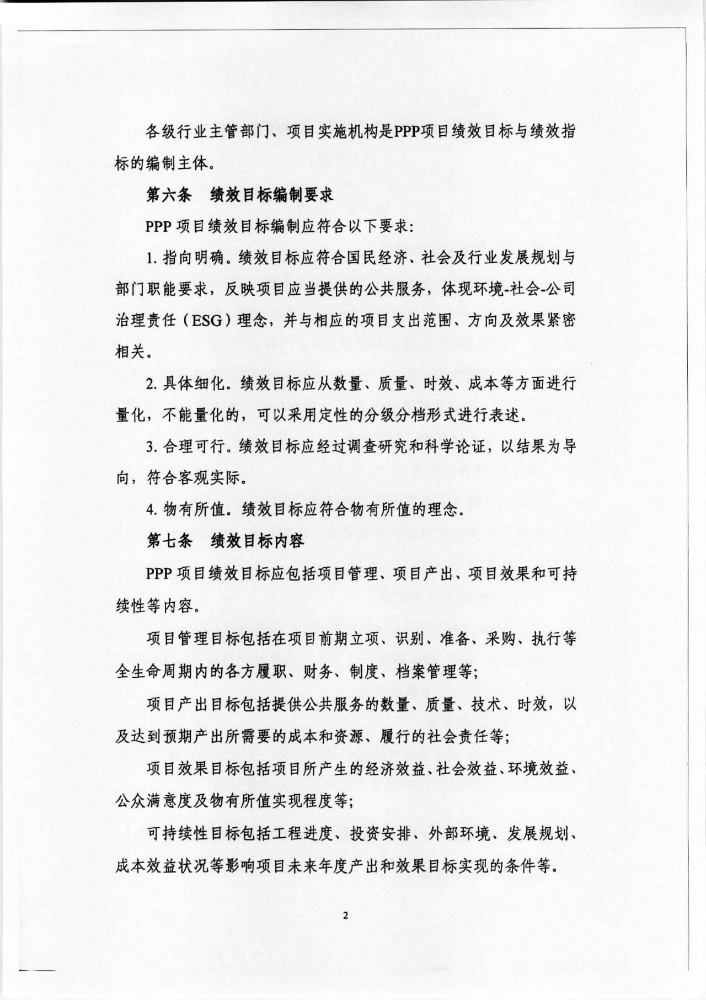 各级行业主管部门、项目实施机构是PPP项目绩效目标与绩效指
标的编制主体。
第六条 绩效目标编制要求
PPP 项目绩效目标编制应符合以下要求：
1. 指向明确。绩效目标应符合国民经济、社会及行业发展规划与
部门职能要求，反映项目应当提供的公共服务，体现环境-社会-公司
治理责任（ESG）理念，并与相应的项目支出范围、方向及效果紧密
相关。
2. 具体细化。绩效目标应从数量、质量、时效、成本等方面进行
量化，不能量化的，可以采用定性的分级分档形式进行表述。
3. 合理可行。绩效目标应经过调查研究和科学论证，以结果为导
向，符合客观实际。
4. 物有所值。绩效目标应符合物有所值的理念。
第七条 绩效目标内容
PPP 项目绩效目标应包括项目管理、项目产出、项目效果和可持
续性等内容。
项目管理目标包括在项目前期立项、识别、准备、采购、执行等
全生命周期内的各方履职、财务、制度、档案管理等；
项目产出目标包括提供公共服务的数量、质量、技术、时效，以
及达到预期产出所需要的成本和资源、履行的社会责任等；
项目效果目标包括项目所产生的经济效益、社会效益、环境效益、
公众满意度及物有所值实现程度等；
可持续性目标包括工程进度、投资安排、外部环境、发展规划、
成本效益状况等影响项目未来年度产出和效果目标实现的条件等。
2